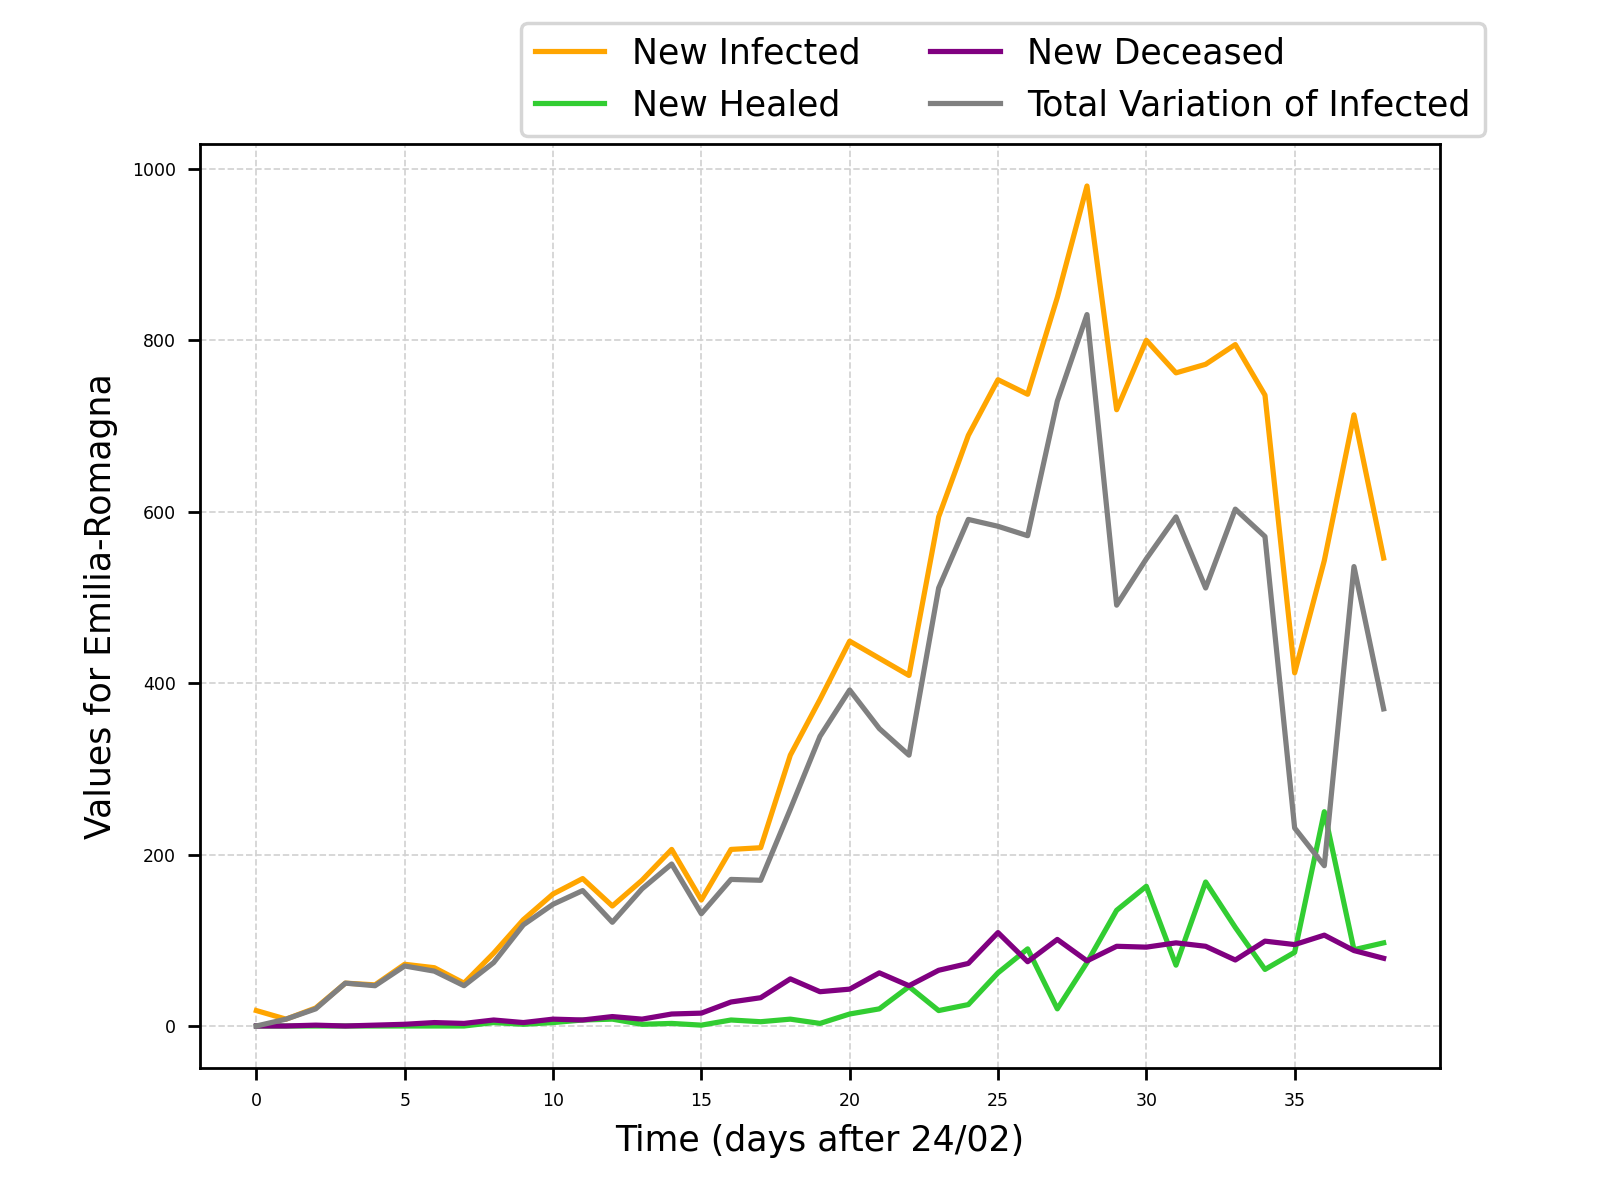 New Infected
New Healed
New Deceased
Total Variation of Infected
1000
800
600
400
200
0
Values for Emilia-Romagna
0 5 10 15 20 25 30 35
Time (days after 24/02)